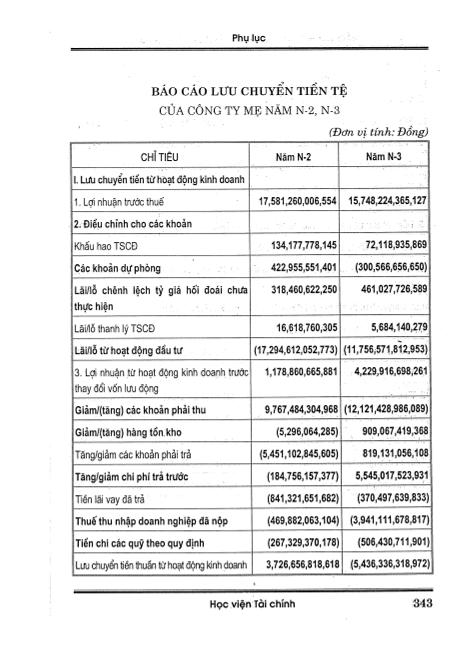 Phụ lục
BÁO CÁO LƯU CHUYỂN TIỀN TỆ
CỦA CÔNG TY MẸ NĂM N-2, N-3
(Đơn vị tính: Đồng)
CHỈ TIÊU Năm N-2 Năm N-3
I. Lưu chuyển tiền từ hoạt động kinh doanh
1. Lợi nhuận trước thuế 17,581,260,006,554 15,748,224,365,127
2. Điều chỉnh cho các khoản
Khấu hao TSCĐ 134,177,778,145 72,118,935,869
Các khoản dự phòng 422,955,551,401 (300,566,656,650)
Lãi/lỗ chênh lệch tỷ giá hối đoái chưa 318,460,622,250 461,027,726,589
thực hiện
Lãi/lỗ thanh lý TSCĐ 16,618,760,305 5,684,140,279
Lãi/lỗ từ hoạt động đầu tư (17,294,612,052,773) (11,756,571,812,953)
3. Lợi nhuận từ hoạt động kinh doanh trước 1,178,860,665,881 4,229,916,698,261
thay đổi vốn lưu động
Giảm/(tăng) các khoản phải thu 9,767,484,304,968 (12,121,428,986,089)
Giảm/(tăng) hàng tồn kho (5,296,064,285) 909,067,419,368
Tăng/giảm các khoản phải trả (5,451,102,845,605) 819,131,056,108
Tăng/giảm chi phí trả trước (184,756,157,377) 5,545,017,523,931
Tiền lãi vay đã trả (841,321,651,682) (370,497,639,833)
Thuế thu nhập doanh nghiệp đã nộp (469,882,063,104) (3,941,111,678,817)
Tiền chi các quỹ theo quy định (267,329,370,178) (506,430,711,901)
Lưu chuyển tiền thuần từ hoạt động kinh doanh 3,726,656,818,618 (5,436,336,318,972)
Học viện Tài chính 343